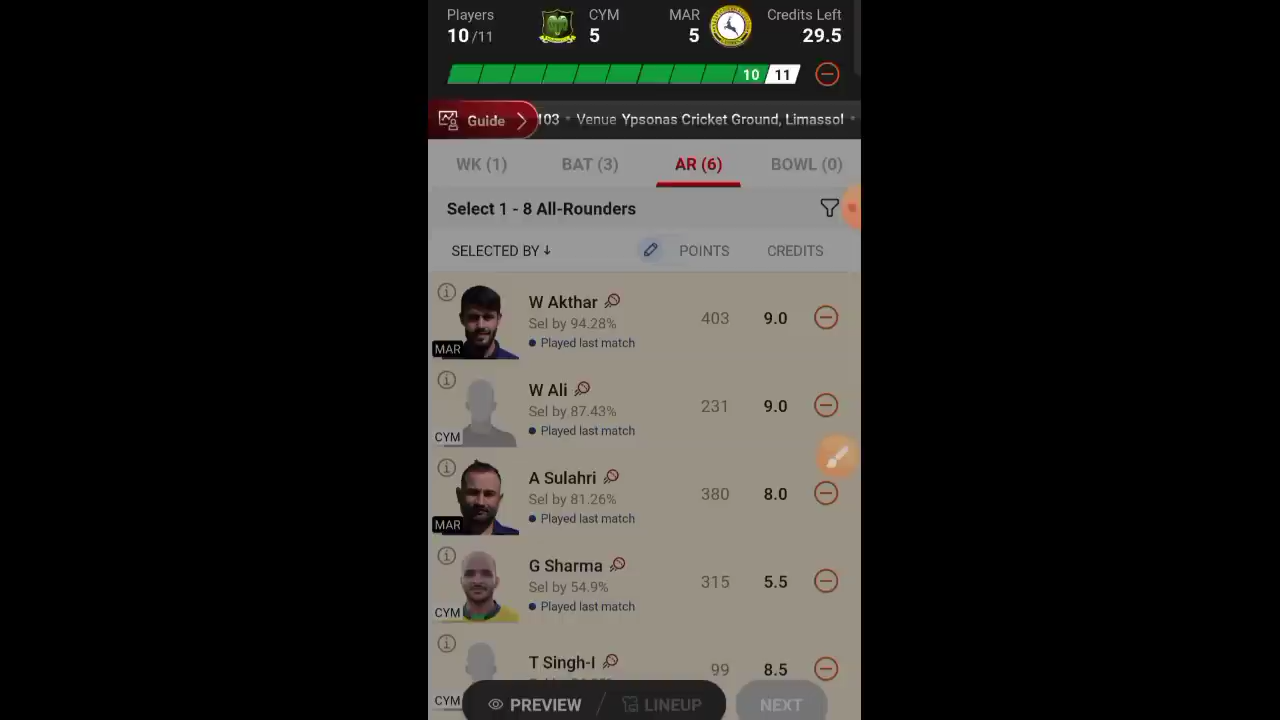 Players CYM MAR Credits Left
10/11 5 5 29.5
10 11
Guide 103 - Venue Ypsonas Cricket Ground, Limassol -
WK (1) BAT (3) AR (6) BOWL (0)
Select 1 - 8 All-Rounders
SELECTED BY ↓ POINTS CREDITS
W Akthar
Sel by 94.28% 403 9.0
Played last match
MAR
W Ali
Sel by 87.43% 231 9.0
Played last match
CYM
A Sulahri
Sel by 81.26% 380 8.0
Played last match
MAR
G Sharma
Sel by 54.9% 315 5.5
Played last match
CYM
T Singh-I
99 8.5
CYM
PREVIEW / LINEUP NEXT